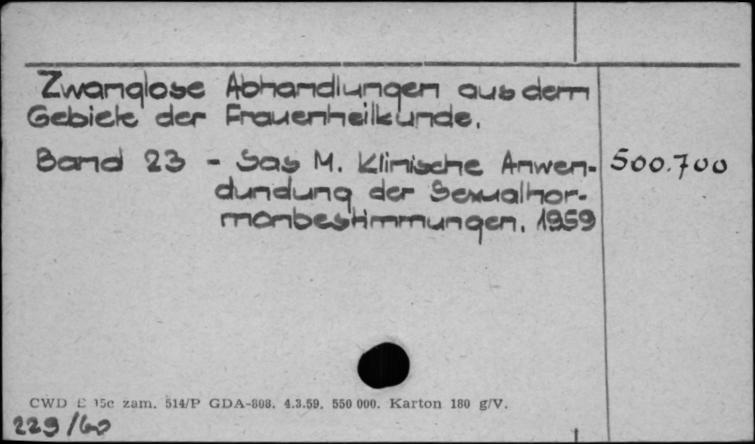 Zwanglose Abhandlungen aus dem
Gebiete der Frauenheilkunde.
Band 23 - Sas M. Klinische Anwen- 500.700
dundung der Sexualhor-
monbestimmungen. 1959
CWD E 15c zam. 514/P GDA-808. 4.3.59. 550 000. Karton 180 g/V.
229/60